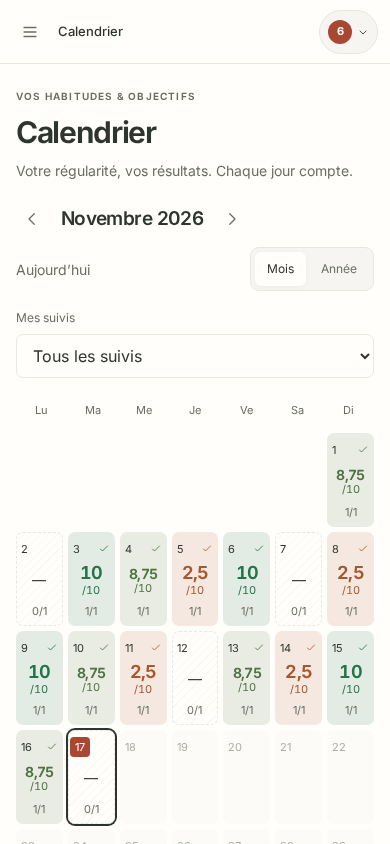 Calendrier
6
VOS HABITUDES & OBJECTIFS
Calendrier
Votre régularité, vos résultats. Chaque jour compte.
Novembre 2026
Aujourd’hui
Mois
Année
Mes suivis
Tous les suivis
Lu Ma Me Je Ve Sa Di
1
8,75
/10
1/1
2 3 4 5 6 7 8
— 10 8,75 2,5 10 — 2,5
/10 /10 /10 /10 /10
0/1 1/1 1/1 1/1 1/1 0/1 1/1
9 10 11 12 13 14 15
10 8,75 2,5 — 8,75 2,5 10
/10 /10 /10 /10 /10 /10
1/1 1/1 1/1 0/1 1/1 1/1 1/1
16 17 18 19 20 21 22
8,75 —
/10
1/1 0/1